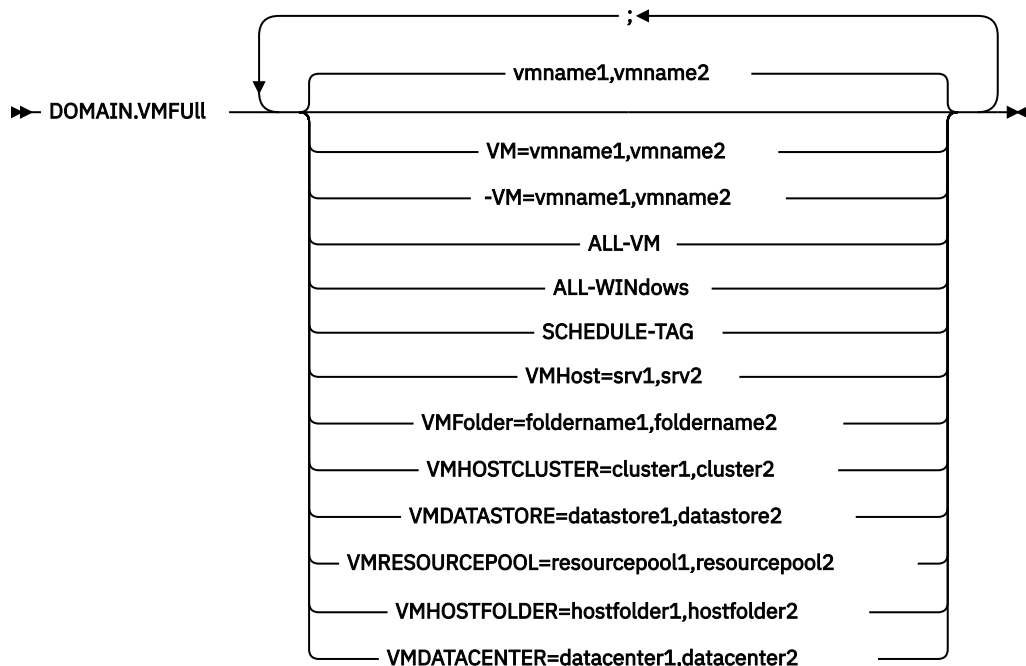 ;
vmname1,vmname2
DOMAIN.VMFUll
VM=vmname1,vmname2
-VM=vmname1,vmname2
ALL-VM
ALL-WINdows
SCHEDULE-TAG
VMHost=srv1,srv2
VMFolder=foldername1,foldername2
VMHOSTCLUSTER=cluster1,cluster2
VMDATASTORE=datastore1,datastore2
VMRESOURCEPOOL=resourcepool1,resourcepool2
VMHOSTFOLDER=hostfolder1,hostfolder2
VMDATACENTER=datacenter1,datacenter2